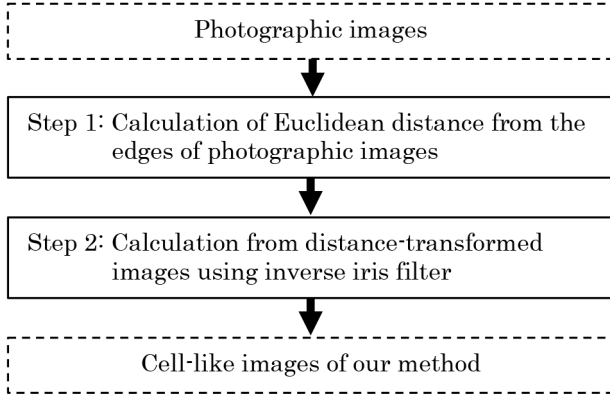 Photographic images
Step 1: Calculation of Euclidean distance from the
edges of photographic images
Step 2: Calculation from distance-transformed
images using inverse iris filter
Cell-like images of our method